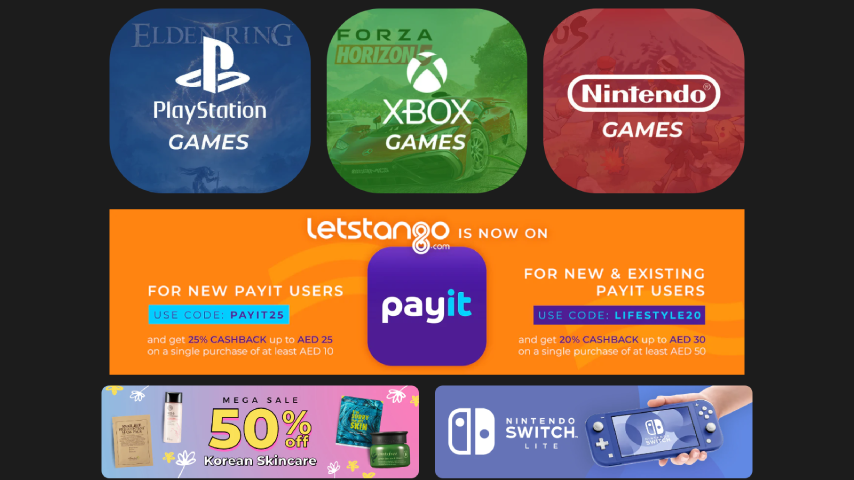 ELDEN RING
PlayStation
GAMES
FORZA
HORIZON 5
XBOX
GAMES
Nintendo®
GAMES
letstango.com IS NOW ON
FOR NEW PAYIT USERS
USE CODE: PAYIT25
and get 25% CASHBACK up to AED 25
on a single purchase of at least AED 10
payit
FOR NEW & EXISTING
PAYIT USERS
USE CODE: LIFESTYLE20
and get 20% CASHBACK up to AED 30
on a single purchase of at least AED 50
MEGA SALE
50%
off
Korean Skincare
NINTENDO
SWITCH
LITE